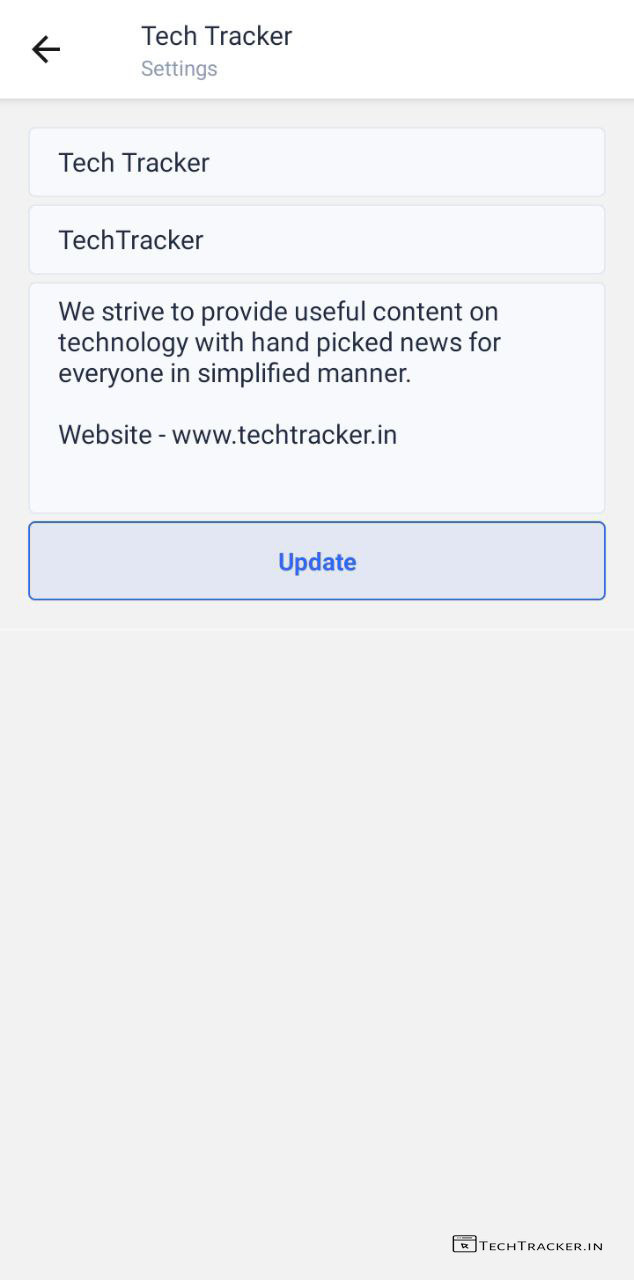 Tech Tracker
Settings
Tech Tracker
TechTracker
We strive to provide useful content on
technology with hand picked news for
everyone in simplified manner.
Website - www.techtracker.in
Update
TECHTRACKER.IN